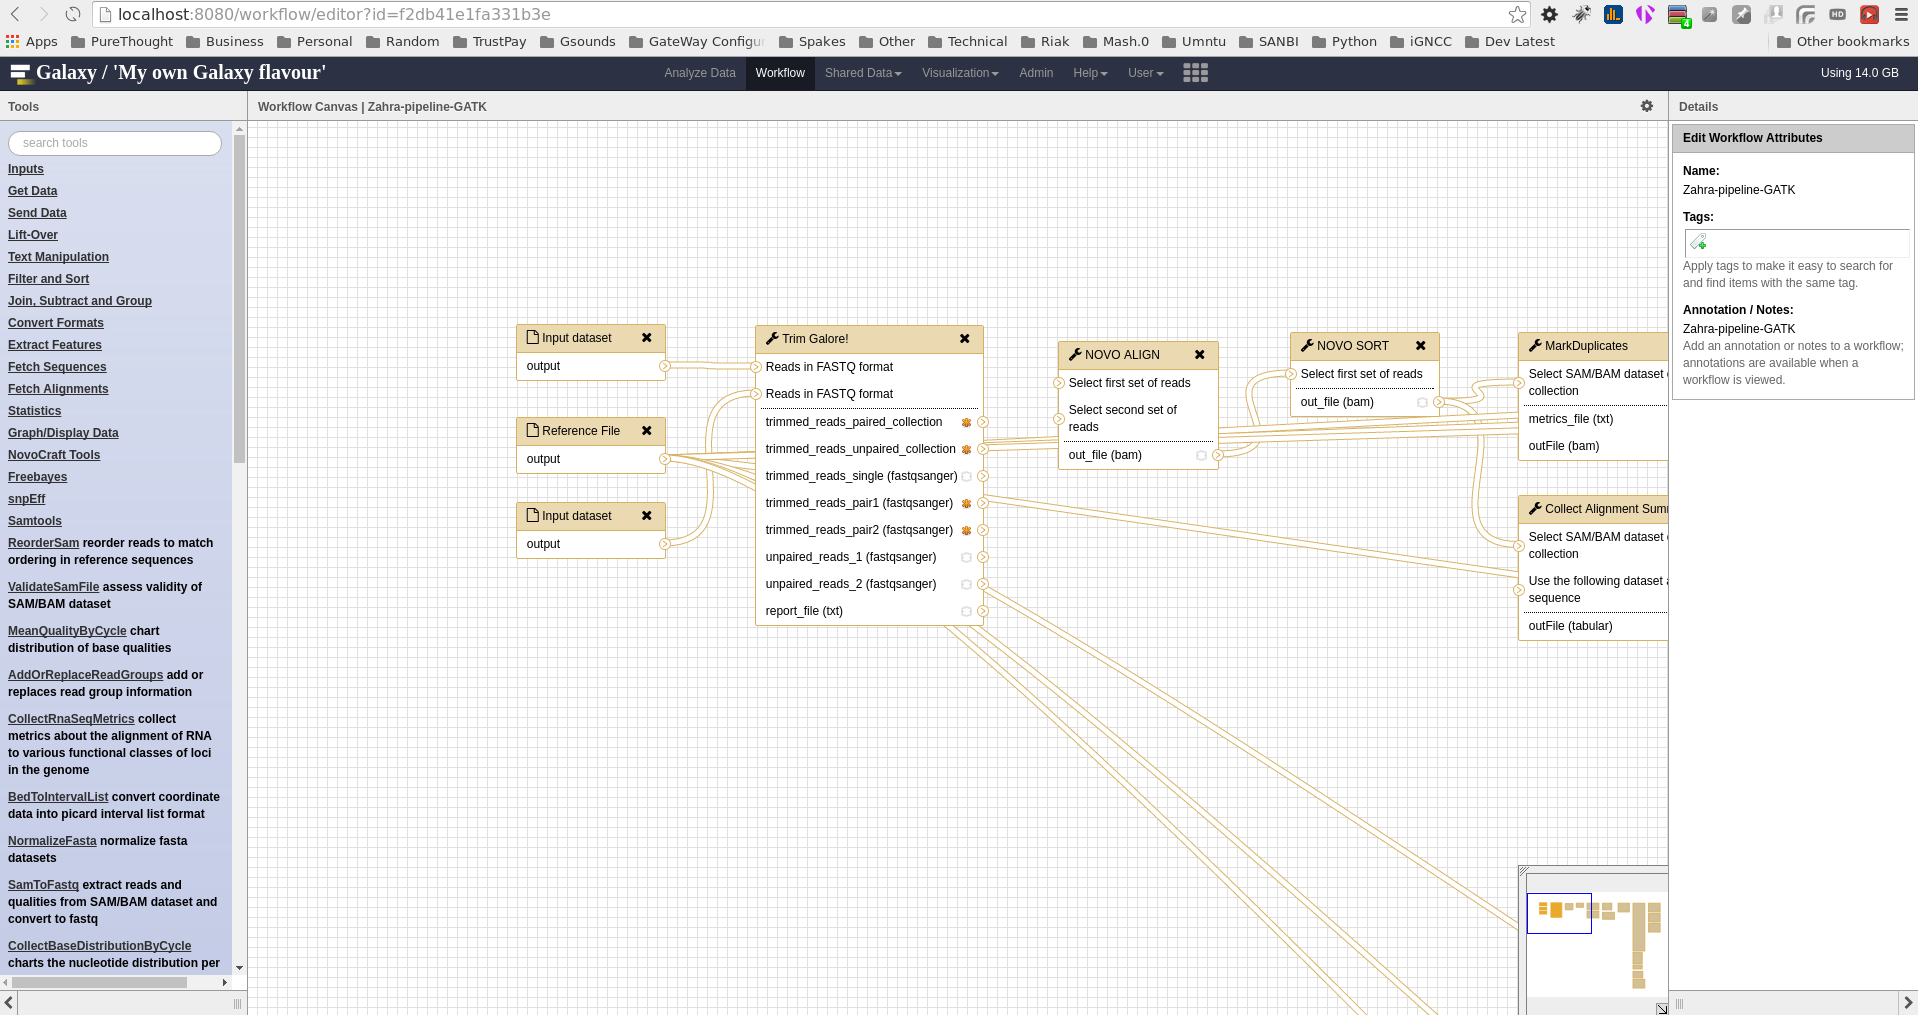 localhost:8080/workflow/editor?id=f2db41e1fa331b3e
4
HD
Apps PureThought Business Personal Random TrustPay Gsounds GateWay Configu Spakes Other Technical Riak Mash.0 Umntu SANBI Python iGNCC Dev Latest Other bookmarks
Galaxy / 'My own Galaxy flavour'
Analyze Data Workflow Shared Data Visualization Admin Help User Using 14.0 GB
Tools
Workflow Canvas | Zahra-pipeline-GATK
Details
search tools
Inputs
Get Data
Send Data
Lift-Over
Text Manipulation
Filter and Sort
Join, Subtract and Group
Convert Formats
Extract Features
Fetch Sequences
Fetch Alignments
Statistics
Graph/Display Data
NovoCraft Tools
Freebayes
snpEff
Samtools
ReorderSam reorder reads to match
ordering in reference sequences
ValidateSamFile assess validity of
SAM/BAM dataset
MeanQualityByCycle chart
distribution of base qualities
AddOrReplaceReadGroups add or
replaces read group information
CollectRnaSeqMetrics collect
metrics about the alignment of RNA
to various functional classes of loci
in the genome
BedToIntervalList convert coordinate
data into picard interval list format
NormalizeFasta normalize fasta
datasets
SamToFastq extract reads and
qualities from SAM/BAM dataset and
convert to fastq
CollectBaseDistributionByCycle
charts the nucleotide distribution per
Input dataset
output
Reference File
output
Input dataset
output
Trim Galore!
Reads in FASTQ format
Reads in FASTQ format
trimmed_reads_paired_collection
trimmed_reads_unpaired_collection
trimmed_reads_single (fastqsanger)
trimmed_reads_pair1 (fastqsanger)
trimmed_reads_pair2 (fastqsanger)
unpaired_reads_1 (fastqsanger)
unpaired_reads_2 (fastqsanger)
report_file (txt)
NOVO ALIGN
Select first set of reads
Select second set of
reads
out_file (bam)
NOVO SORT
Select first set of reads
out_file (bam)
MarkDuplicates
Select SAM/BAM dataset
collection
metrics_file (txt)
outFile (bam)
Collect Alignment Sum
Select SAM/BAM dataset
collection
Use the following dataset
sequence
outFile (tabular)
Edit Workflow Attributes
Name:
Zahra-pipeline-GATK
Tags:
Apply tags to make it easy to search for
and find items with the same tag.
Annotation / Notes:
Zahra-pipeline-GATK
Add an annotation or notes to a workflow;
annotations are available when a
workflow is viewed.